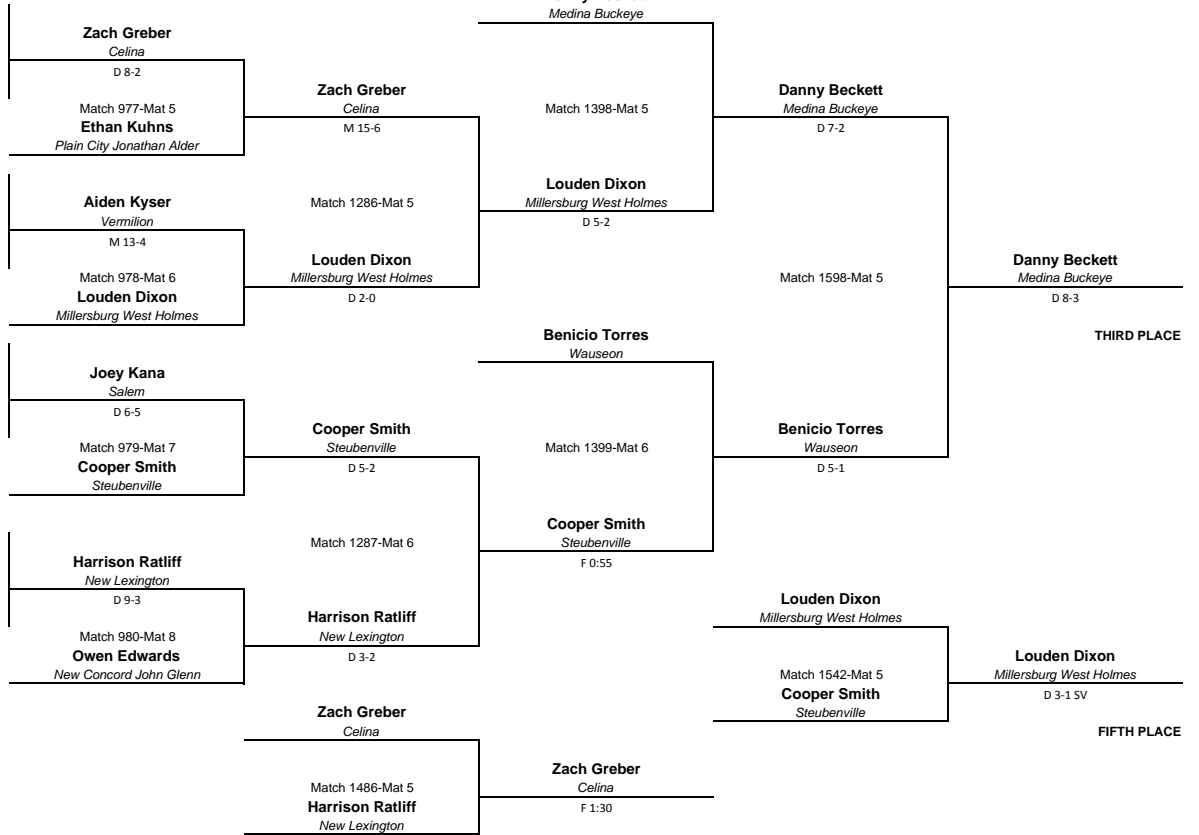 Medina Buckeye
Zach Greber
Celina
D 8-2
Match 977-Mat 5
Ethan Kuhns
Plain City Jonathan Alder
Aiden Kyser
Vermilion
M 13-4
Match 978-Mat 6
Louden Dixon
Millersburg West Holmes
Joey Kana
Salem
D 6-5
Match 979-Mat 7
Cooper Smith
Steubenville
Harrison Ratliff
New Lexington
D 9-3
Match 980-Mat 8
Owen Edwards
New Concord John Glenn
Zach Greber
Celina
M 15-6
Match 1286-Mat 5
Louden Dixon
Millersburg West Holmes
D 2-0
Cooper Smith
Steubenville
D 5-2
Match 1287-Mat 6
Harrison Ratliff
New Lexington
D 3-2
Zach Greber
Celina
Match 1486-Mat 5
Harrison Ratliff
New Lexington
Match 1398-Mat 5
Louden Dixon
Millersburg West Holmes
D 5-2
Benicio Torres
Wauseon
Match 1399-Mat 6
Cooper Smith
Steubenville
F 0:55
Zach Greber
Celina
F 1:30
Danny Beckett
Medina Buckeye
D 7-2
Match 1598-Mat 5
Benicio Torres
Wauseon
D 5-1
Louden Dixon
Millersburg West Holmes
Match 1542-Mat 5
Cooper Smith
Steubenville
Danny Beckett
Medina Buckeye
D 8-3
THIRD PLACE
Louden Dixon
Millersburg West Holmes
D 3-1 SV
FIFTH PLACE